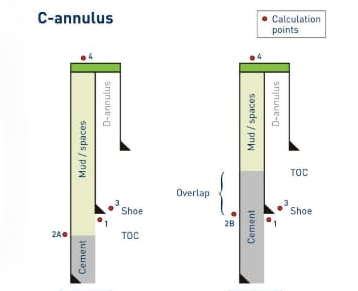 C-annulus
Calculation
points
4
D-annulus
Mud / spaces
3
Shoe
1
2A
TOC
Cement
4
D-annulus
Mud / spaces
TOC
Overlap
3
Shoe
2B
1
Cement